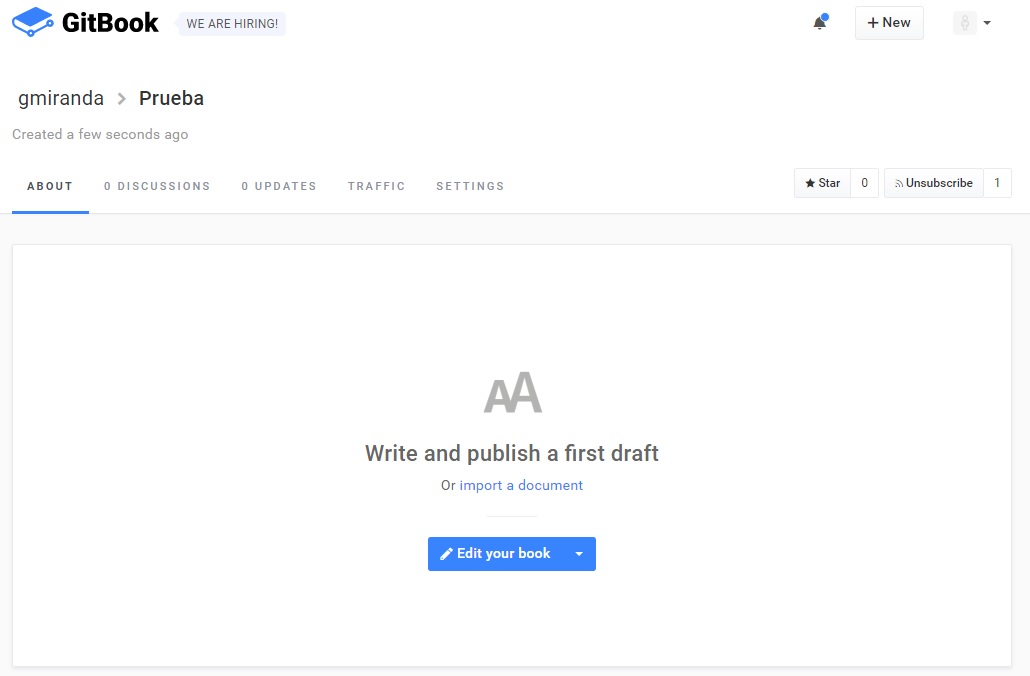 GitBook WE ARE HIRING! + New
gmiranda > Prueba
Created a few seconds ago
ABOUT 0 DISCUSSIONS 0 UPDATES TRAFFIC SETTINGS Star 0 Unsubscribe 1
AA
Write and publish a first draft
Or import a document
Edit your book